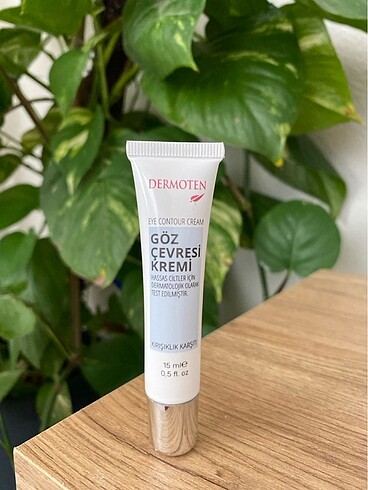 DERMOTEN
EYE CONTOUR CREAM
GÖZ
ÇEVRESİ
KREMİ
HASSAS CİLTLER İÇİN
DERMATOLOJİK OLARAK
TEST EDİLMİŞTİR.
KIRIŞIKLIK KARŞITI
15 ml℮
0,5 fl. oz